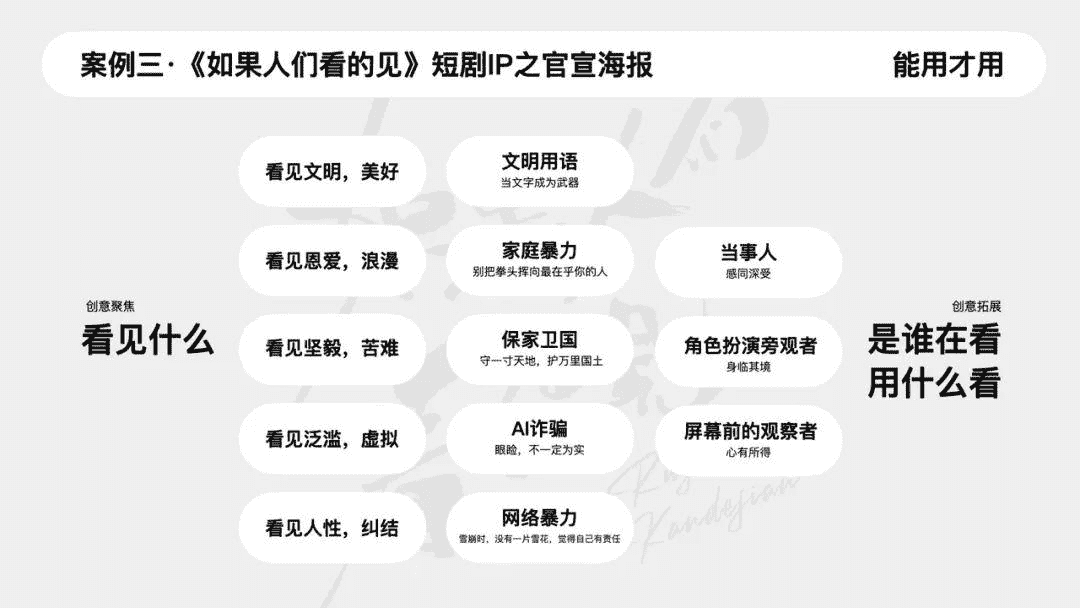 案例三·《如果人们看的见》短剧IP之官宣海报
能用才用
创意聚焦
看见什么
看见文明，美好
看见恩爱，浪漫
看见坚毅，苦难
看见泛滥，虚拟
看见人性，纠结
文明用语
当文字成为武器
家庭暴力
别把拳头挥向最在乎你的人
保家卫国
守一寸天地，护万里国土
AI诈骗
眼睑，不一定为实
网络暴力
雪崩时，没有一片雪花，觉得自己有责任
当事人
感同深受
角色扮演旁观者
身临其境
屏幕前的观察者
心有所得
创意拓展
是谁在看
用什么看
Kandejian